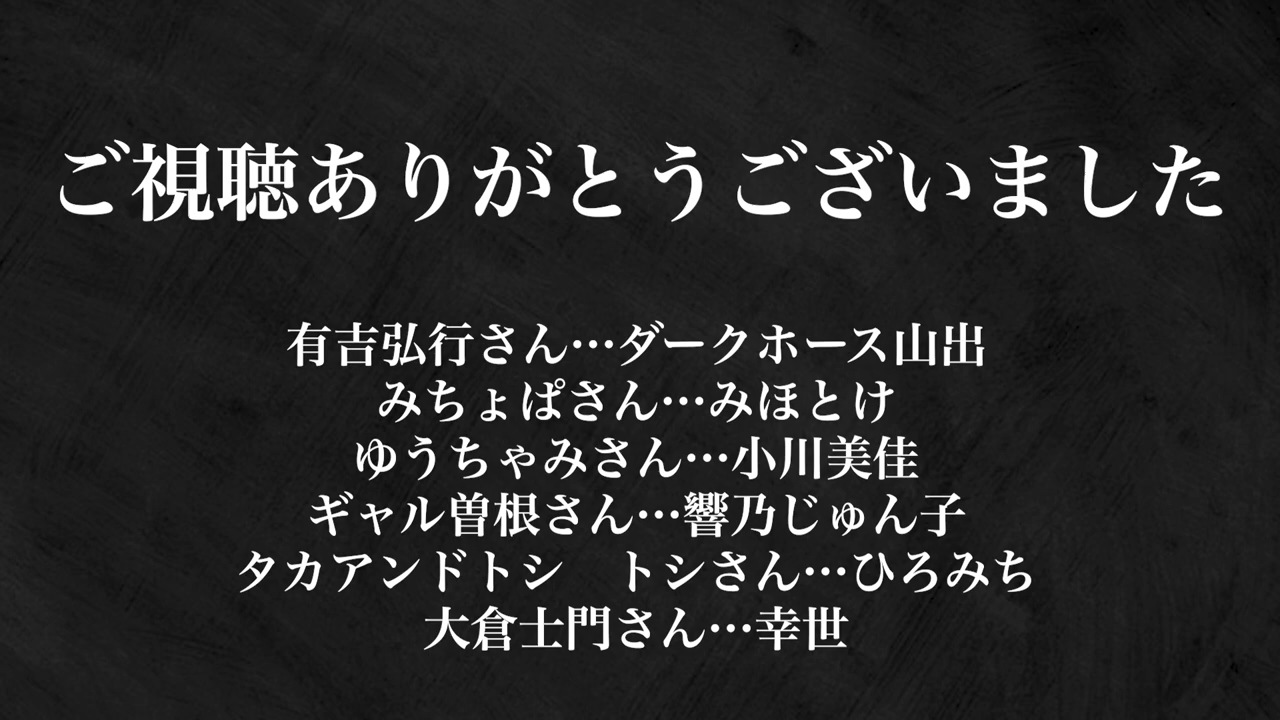 ご視聴ありがとうございました
有吉弘行さん…ダークホース山出
みちょぱさん…みほとけ
ゆうちゃみさん…小川美佳
ギャル曽根さん…響乃じゅん子
タカアンドトシ　トシさん…ひろみち
大倉士門さん…幸世